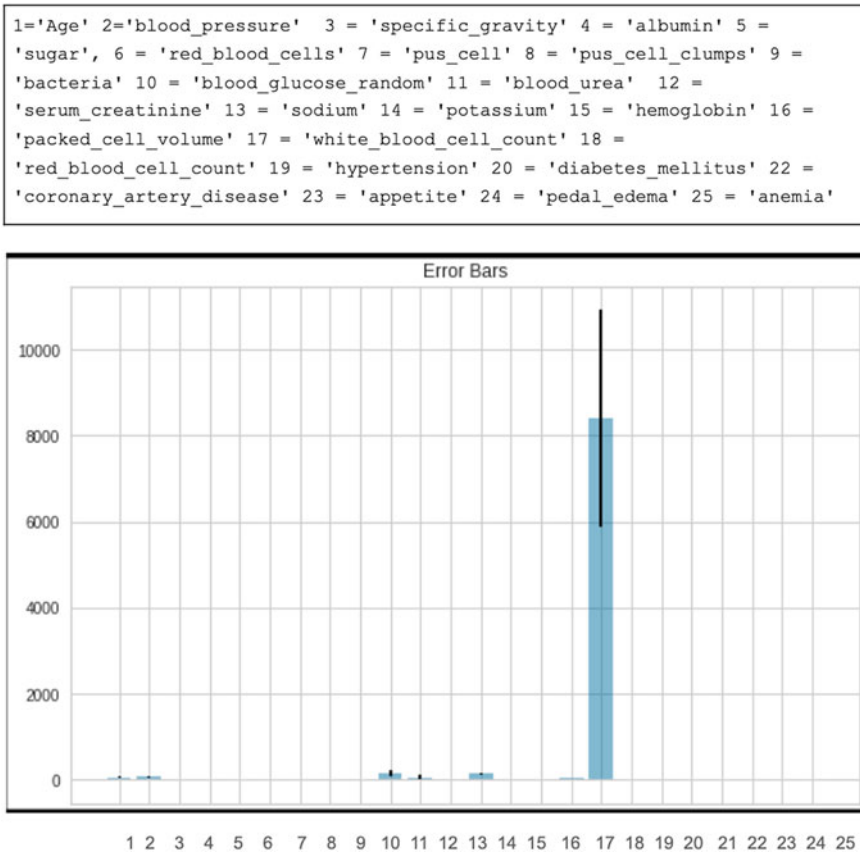 1='Age' 2='blood_pressure' 3 = 'specific_gravity' 4 = 'albumin' 5 =
'sugar', 6 = 'red_blood_cells' 7 = 'pus_cell' 8 = 'pus_cell_clumps' 9 =
'bacteria' 10 = 'blood_glucose_random' 11 = 'blood_urea' 12 =
'serum_creatinine' 13 = 'sodium' 14 = 'potassium' 15 = 'hemoglobin' 16 =
'packed_cell_volume' 17 = 'white_blood_cell_count' 18 =
'red_blood_cell_count' 19 = 'hypertension' 20 = 'diabetes_mellitus' 22 =
'coronary_artery_disease' 23 = 'appetite' 24 = 'pedal_edema' 25 = 'anemia'
Error Bars
10000
8000
6000
4000
2000
0
1 2 3 4 5 6 7 8 9 10 11 12 13 14 15 16 17 18 19 20 21 22 23 24 25